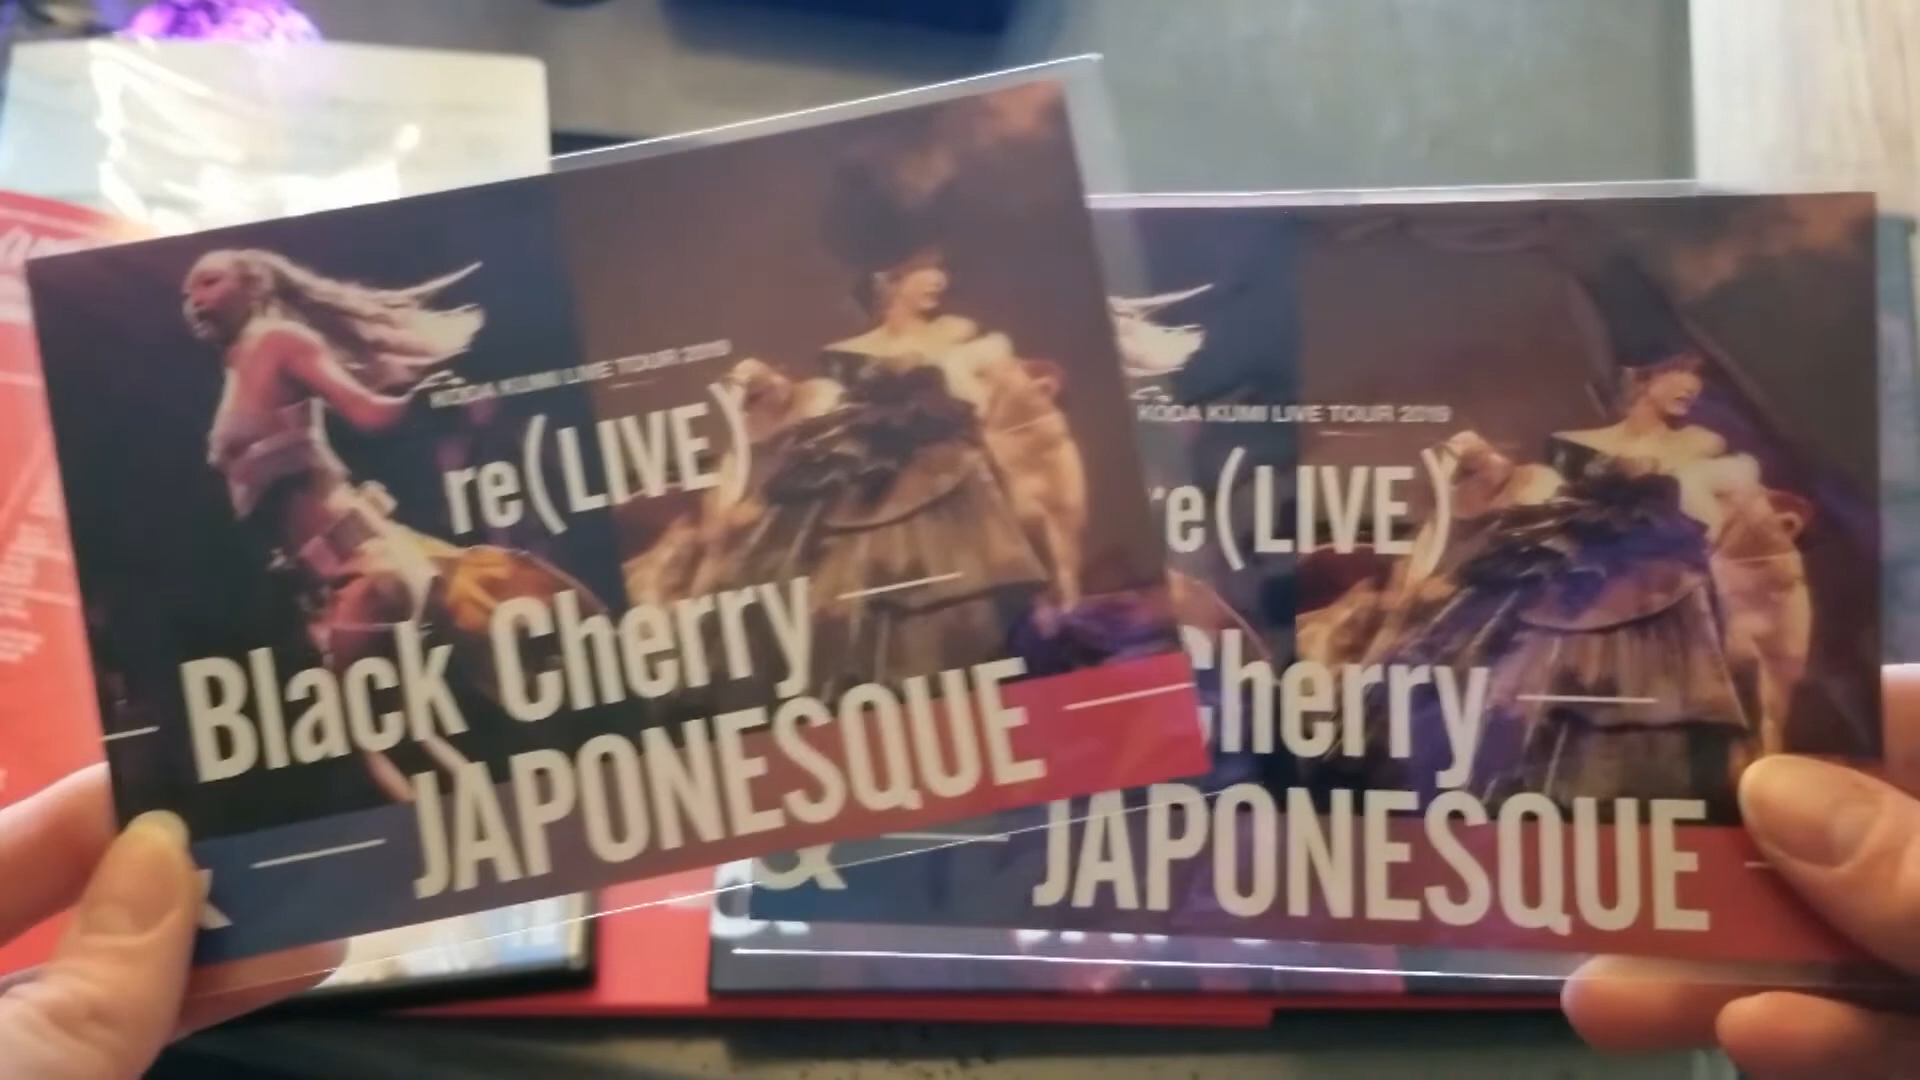 KODA KUMI LIVE TOUR 2019
re(LIVE)
Black Cherry
JAPONESQUE
KODA KUMI LIVE TOUR 2019
re(LIVE)
Cherry
&
JAPONESQUE